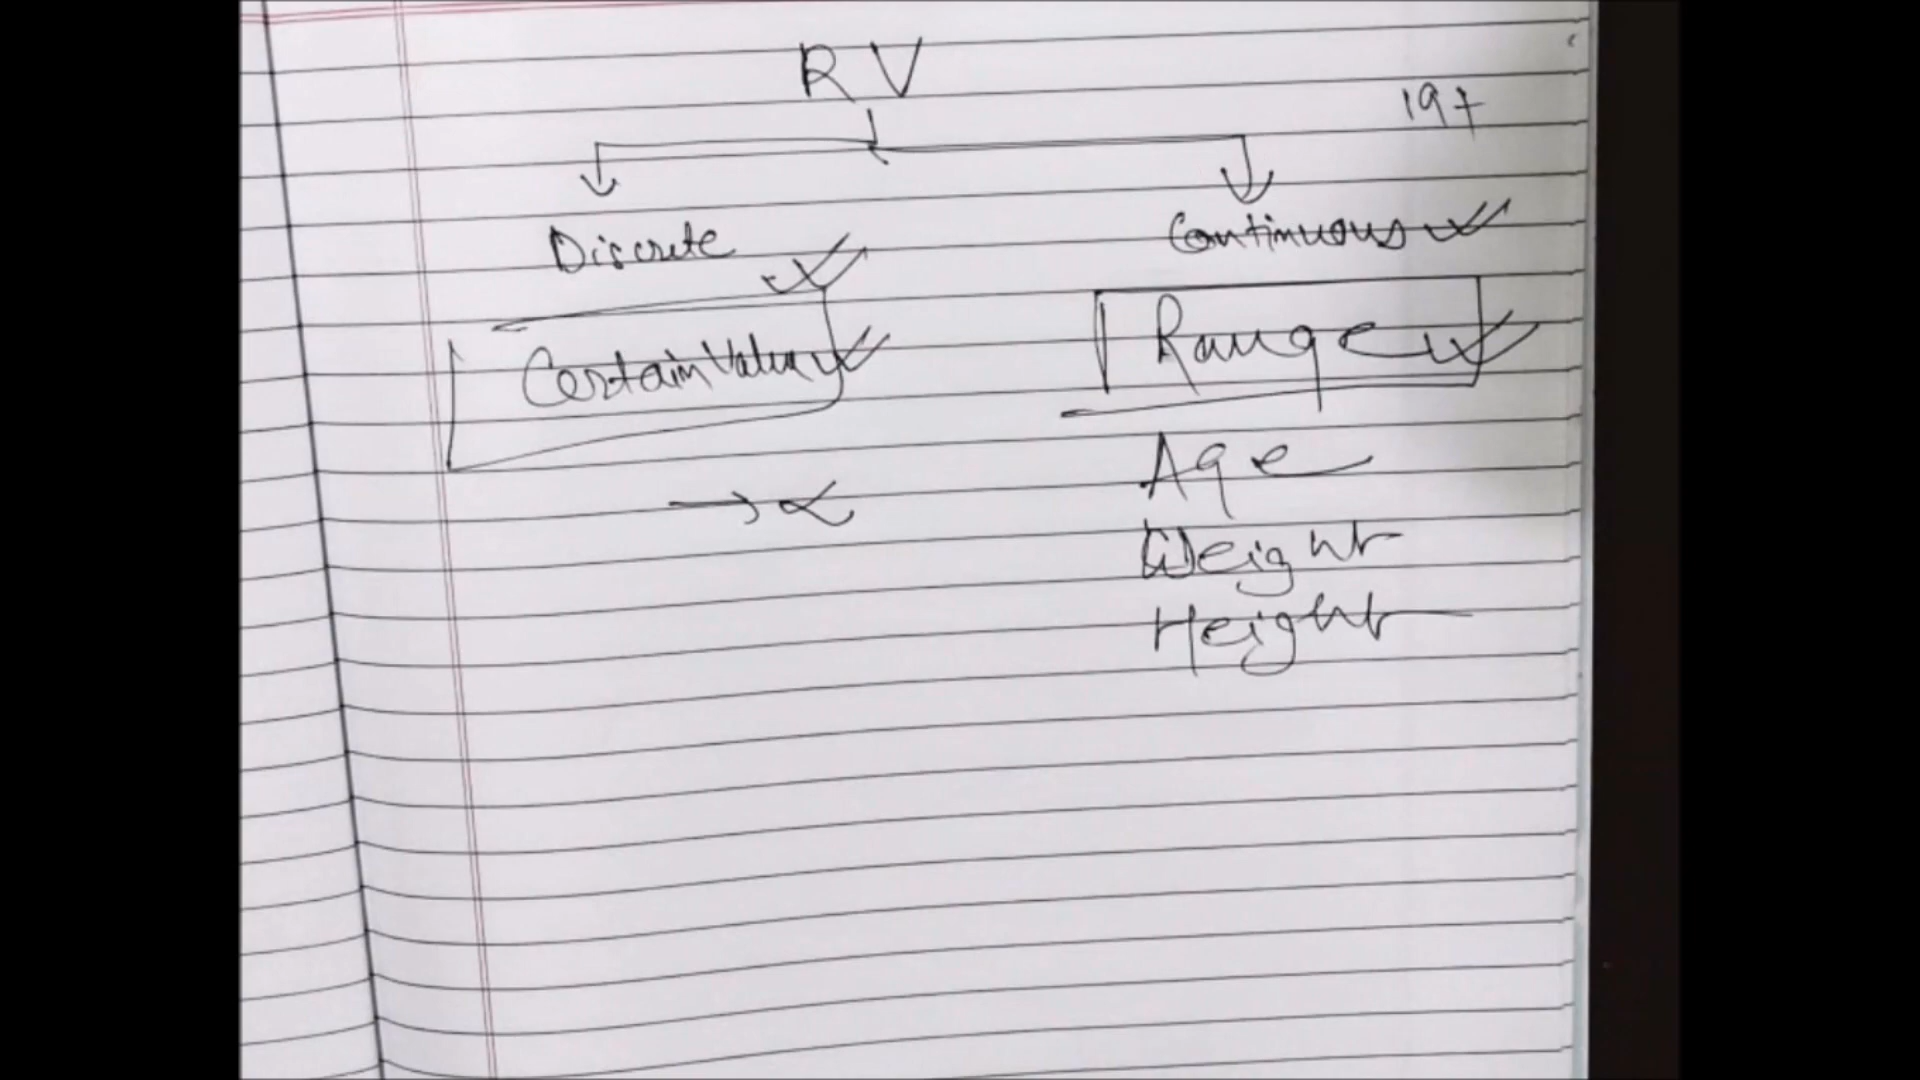 RV
197
Discrete
Continuous
Certain Value
Range
Age
Weight
Height